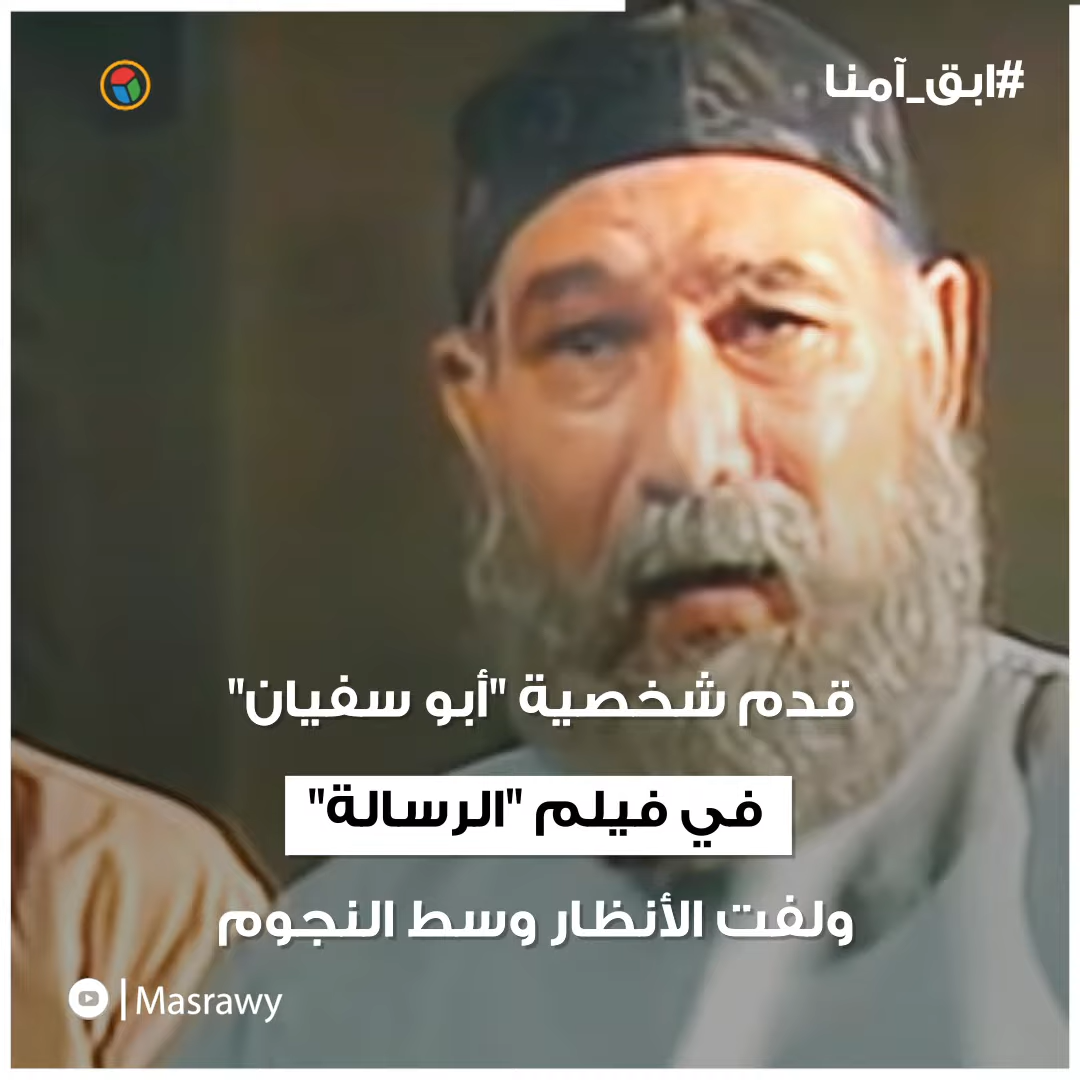 #ابق_آمنا
قدم شخصية "أبو سفيان"
في فيلم "الرسالة"
ولفت الأنظار وسط النجوم
Masrawy